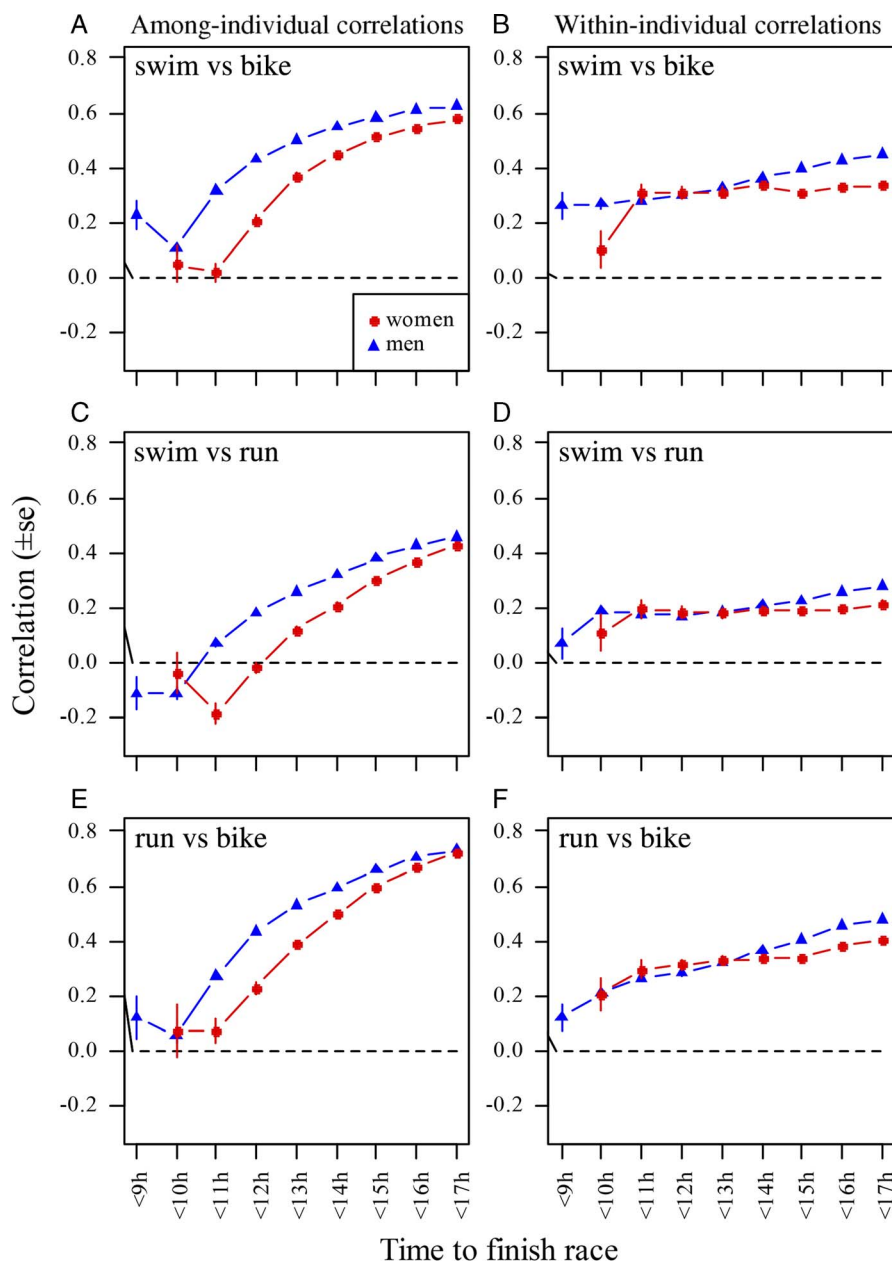 A Among-individual correlations
swim vs bike
0.8
0.6
0.4
0.2
0.0
-0.2
women
men
B Within-individual correlations
swim vs bike
0.8
0.6
0.4
0.2
0.0
-0.2
C
swim vs run
0.8
0.6
0.4
0.2
0.0
-0.2
D
swim vs run
0.8
0.6
0.4
0.2
0.0
-0.2
E
run vs bike
0.8
0.6
0.4
0.2
0.0
-0.2
<9h
<10h
<11h
<12h
<13h
<14h
<15h
<16h
<17h
F
run vs bike
0.8
0.6
0.4
0.2
0.0
-0.2
<9h
<10h
<11h
<12h
<13h
<14h
<15h
<16h
<17h
Correlation (±se)
Time to finish race